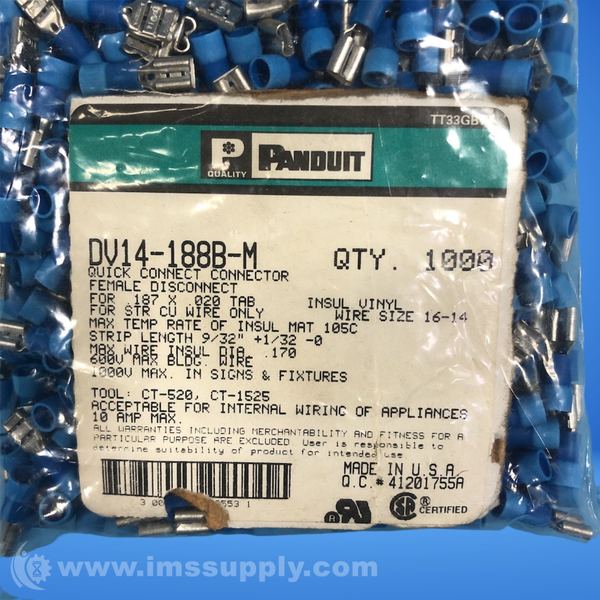 TT33GB
P
QUALITY
PANDUIT
DV14-188B-M QTY. 1000
QUICK CONNECT CONNECTOR
FEMALE DISCONNECT
FOR .187 X .020 TAB INSUL VINYL
FOR STR CU WIRE ONLY WIRE SIZE 16-14
MAX TEMP RATE OF INSUL MAT 105C
STRIP LENGTH 9/32" +1/32 -0
MAX WIRE INSUL DIA. .170
600V MAX BLDG. WIRE
1000V MAX. IN SIGNS & FIXTURES
TOOL: CT-520, CT-1525
ACCEPTABLE FOR INTERNAL WIRING OF APPLIANCES
10 AMP MAX.
ALL WARRANTIES INCLUDING MERCHANTABILITY AND FITNESS FOR A
PARTICULAR PURPOSE ARE EXCLUDED User is responsible to
determine suitability of product for intended use
MADE IN U.S.A
Q.C.# 41201755A
3 00 553 1
CERTIFIED
www.imssupply.com